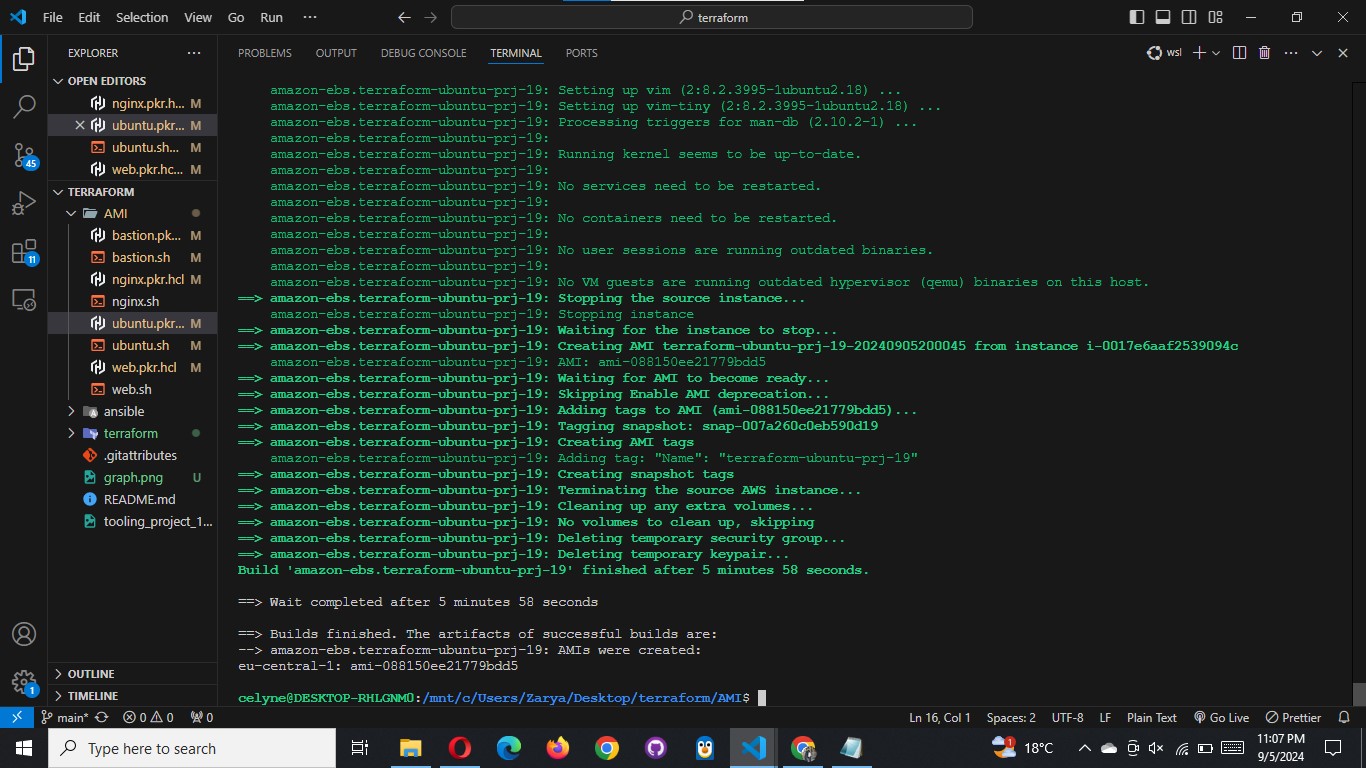 File Edit Selection View Go Run ··· terraform
EXPLORER ···
OPEN EDITORS
nginx.pkr.h... M
ubuntu.pkr... M
ubuntu.sh... M
web.pkr.hc... M
TERRAFORM
AMI
bastion.pk... M
bastion.sh M
nginx.pkr.hcl M
nginx.sh
ubuntu.pkr... M
ubuntu.sh M
web.pkr.hcl M
web.sh
ansible
terraform
.gitattributes
graph.png U
README.md
tooling_project_1...
OUTLINE
TIMELINE
45
11
1
PROBLEMS OUTPUT DEBUG CONSOLE TERMINAL PORTS wsl
amazon-ebs.terraform-ubuntu-prj-19: Setting up vim (2:8.2.3995-1ubuntu2.18) ...
amazon-ebs.terraform-ubuntu-prj-19: Setting up vim-tiny (2:8.2.3995-1ubuntu2.18) ...
amazon-ebs.terraform-ubuntu-prj-19: Processing triggers for man-db (2.10.2-1) ...
amazon-ebs.terraform-ubuntu-prj-19:
amazon-ebs.terraform-ubuntu-prj-19: Running kernel seems to be up-to-date.
amazon-ebs.terraform-ubuntu-prj-19:
amazon-ebs.terraform-ubuntu-prj-19: No services need to be restarted.
amazon-ebs.terraform-ubuntu-prj-19:
amazon-ebs.terraform-ubuntu-prj-19: No containers need to be restarted.
amazon-ebs.terraform-ubuntu-prj-19:
amazon-ebs.terraform-ubuntu-prj-19: No user sessions are running outdated binaries.
amazon-ebs.terraform-ubuntu-prj-19:
amazon-ebs.terraform-ubuntu-prj-19: No VM guests are running outdated hypervisor (qemu) binaries on this host.
==> amazon-ebs.terraform-ubuntu-prj-19: Stopping the source instance...
amazon-ebs.terraform-ubuntu-prj-19: Stopping instance
==> amazon-ebs.terraform-ubuntu-prj-19: Waiting for the instance to stop...
==> amazon-ebs.terraform-ubuntu-prj-19: Creating AMI terraform-ubuntu-prj-19-20240905200045 from instance i-0017e6aaf2539094c
amazon-ebs.terraform-ubuntu-prj-19: AMI: ami-088150ee21779bdd5
==> amazon-ebs.terraform-ubuntu-prj-19: Waiting for AMI to become ready...
==> amazon-ebs.terraform-ubuntu-prj-19: Skipping Enable AMI deprecation...
==> amazon-ebs.terraform-ubuntu-prj-19: Adding tags to AMI (ami-088150ee21779bdd5)...
==> amazon-ebs.terraform-ubuntu-prj-19: Tagging snapshot: snap-007a260c0eb590d19
==> amazon-ebs.terraform-ubuntu-prj-19: Creating AMI tags
amazon-ebs.terraform-ubuntu-prj-19: Adding tag: "Name": "terraform-ubuntu-prj-19"
==> amazon-ebs.terraform-ubuntu-prj-19: Creating snapshot tags
==> amazon-ebs.terraform-ubuntu-prj-19: Terminating the source AWS instance...
==> amazon-ebs.terraform-ubuntu-prj-19: Cleaning up any extra volumes...
==> amazon-ebs.terraform-ubuntu-prj-19: No volumes to clean up, skipping
==> amazon-ebs.terraform-ubuntu-prj-19: Deleting temporary security group...
==> amazon-ebs.terraform-ubuntu-prj-19: Deleting temporary keypair...
Build 'amazon-ebs.terraform-ubuntu-prj-19' finished after 5 minutes 58 seconds.
==> Wait completed after 5 minutes 58 seconds
==> Builds finished. The artifacts of successful builds are:
--> amazon-ebs.terraform-ubuntu-prj-19: AMIs were created:
eu-central-1: ami-088150ee21779bdd5
celyne@DESKTOP-RHLGNM0:/mnt/c/Users/Zarya/Desktop/terraform/AMI$
main* 0 0 0 Ln 16, Col 1 Spaces: 2 UTF-8 LF Plain Text Go Live Prettier
Type here to search 1 18°C 11:07 PM
9/5/2024